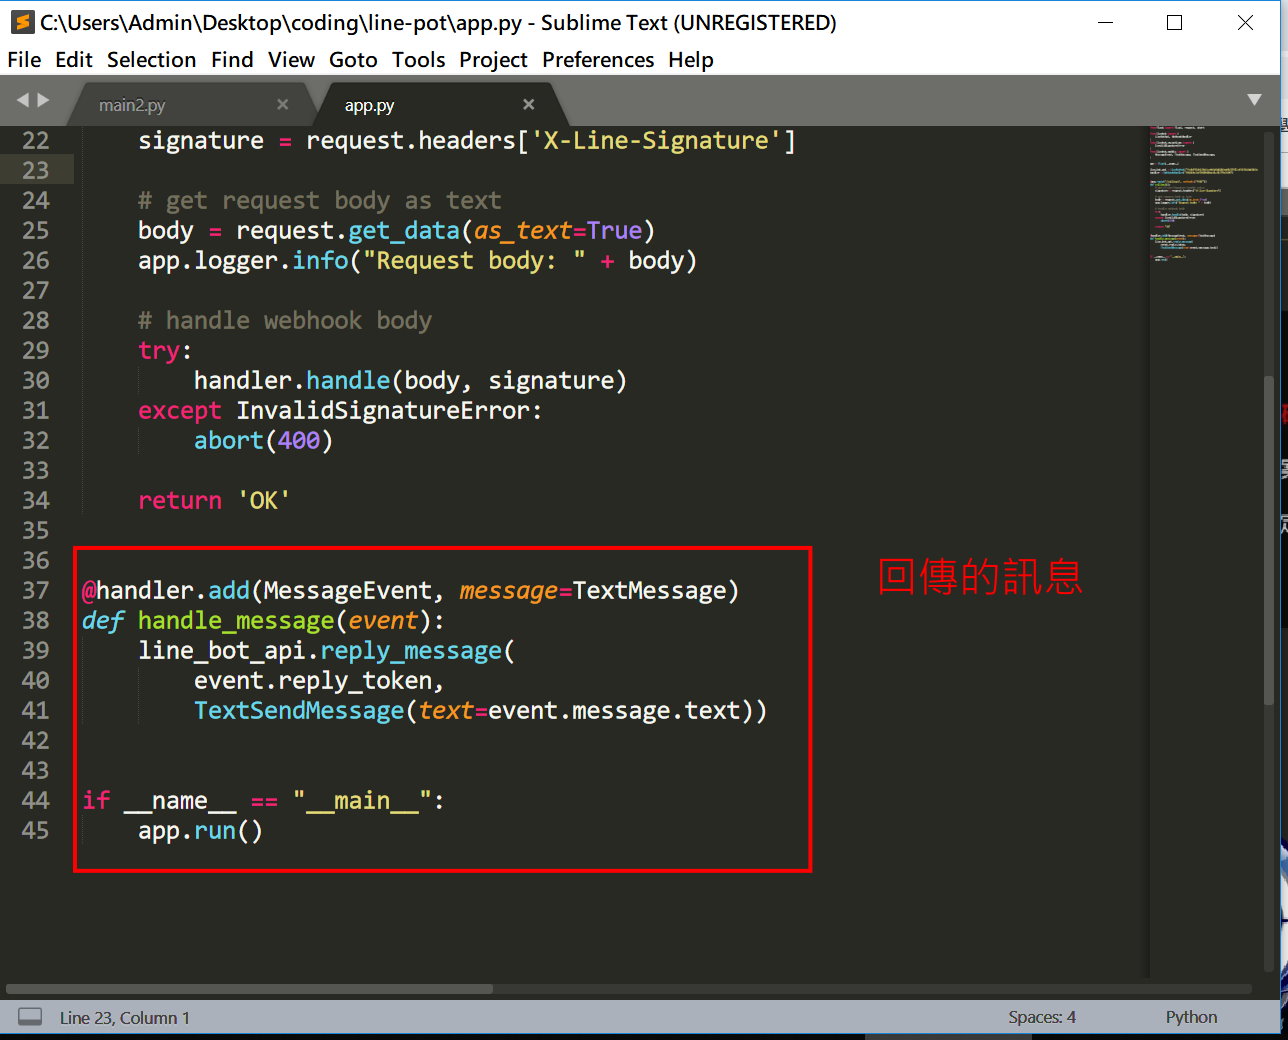 C:\Users\Admin\Desktop\coding\line-pot\app.py - Sublime Text (UNREGISTERED)
File Edit Selection Find View Goto Tools Project Preferences Help
main2.py × app.py ×
22     signature = request.headers['X-Line-Signature']
23
24     # get request body as text
25     body = request.get_data(as_text=True)
26     app.logger.info("Request body: " + body)
27
28     # handle webhook body
29     try:
30         handler.handle(body, signature)
31     except InvalidSignatureError:
32         abort(400)
33
34     return 'OK'
35
36
37 @handler.add(MessageEvent, message=TextMessage)
38 def handle_message(event):
39     line_bot_api.reply_message(
40         event.reply_token,
41         TextSendMessage(text=event.message.text))
42
43
44 if __name__ == "__main__":
45     app.run()
回傳的訊息
Line 23, Column 1 Spaces: 4 Python